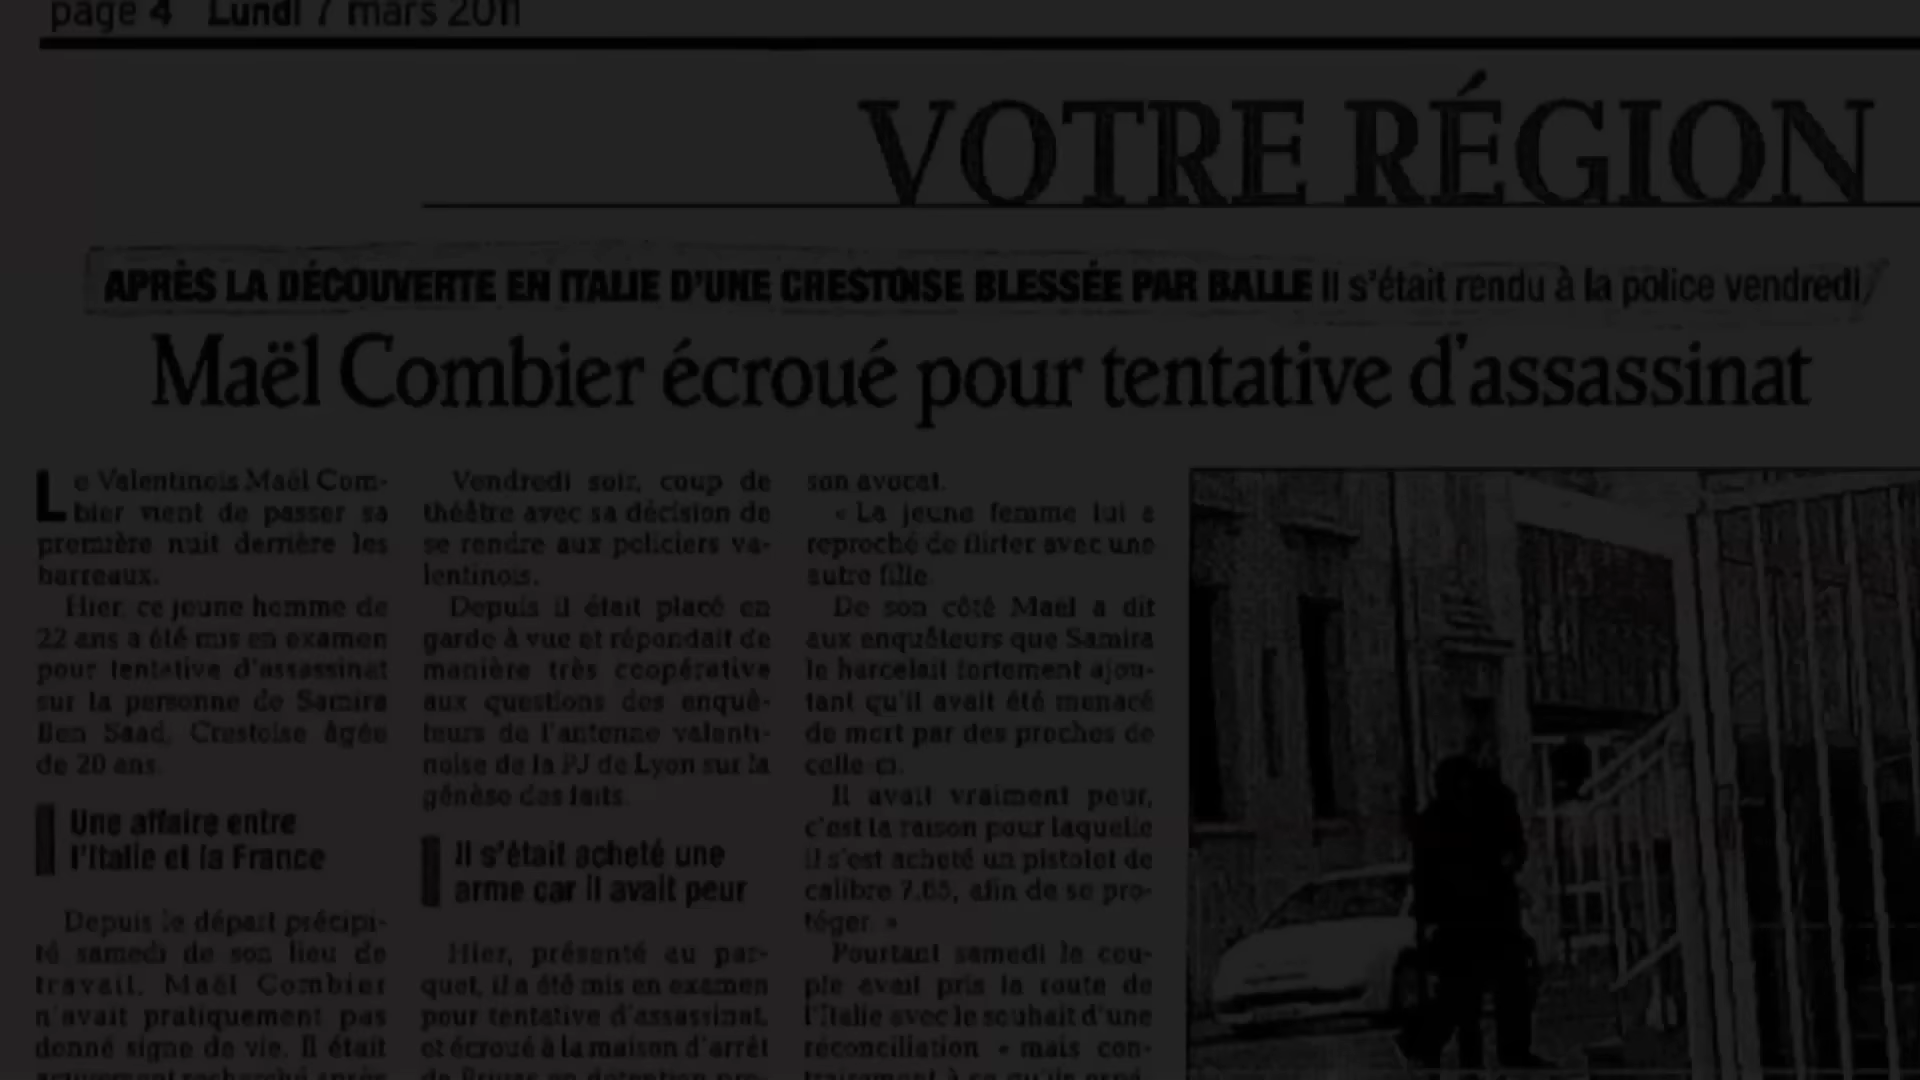 page 4 Lundi 7 mars 2011
VOTRE RÉGION
APRÈS LA DÉCOUVERTE EN ITALIE D'UNE CRESTOISE BLESSÉE PAR BALLE Il s'était rendu à la police vendredi
Maël Combier écroué pour tentative d'assassinat
Le Valentinois Maël Com-
bier vient de passer sa
première nuit derrière les
barreaux.
Hier, ce jeune homme de
22 ans a été mis en examen
pour tentative d'assassinat
sur la personne de Samira
Ben Saad, Crestoise âgée
de 20 ans.
Une affaire entre
l'Italie et la France
Depuis le départ précipi-
té samedi de son lieu de
travail, Maël Combier
n'avait pratiquement pas
donné signe de vie. Il était
activement recherché après
Vendredi soir, coup de
théâtre avec sa décision de
se rendre aux policiers va-
lentinois.
Depuis il était placé en
garde à vue et répondait de
manière très coopérative
aux questions des enquê-
teurs de l'antenne valenti-
noise de la PJ de Lyon sur la
génèse des faits.
Il s'était acheté une
arme car il avait peur
Hier, présenté au par-
quet, il a été mis en examen
pour tentative d'assassinat,
et écroué à la maison d'arrêt
de en détention pro-
son avocat.
« La jeune femme lui a
reproché de flirter avec une
autre fille.
De son côté Maël a dit
aux enquêteurs que Samira
le harcelait fortement ajou-
tant qu'il avait été menacé
de mort par des proches de
celle-ci.
Il avait vraiment peur,
c'est la raison pour laquelle
il s'est acheté un pistolet de
calibre 7.65, afin de se pro-
téger. »
Pourtant samedi le cou-
ple avait pris la route de
l'Italie avec le souhait d'une
réconciliation « mais con-
trairement à ce qu'ils espé-